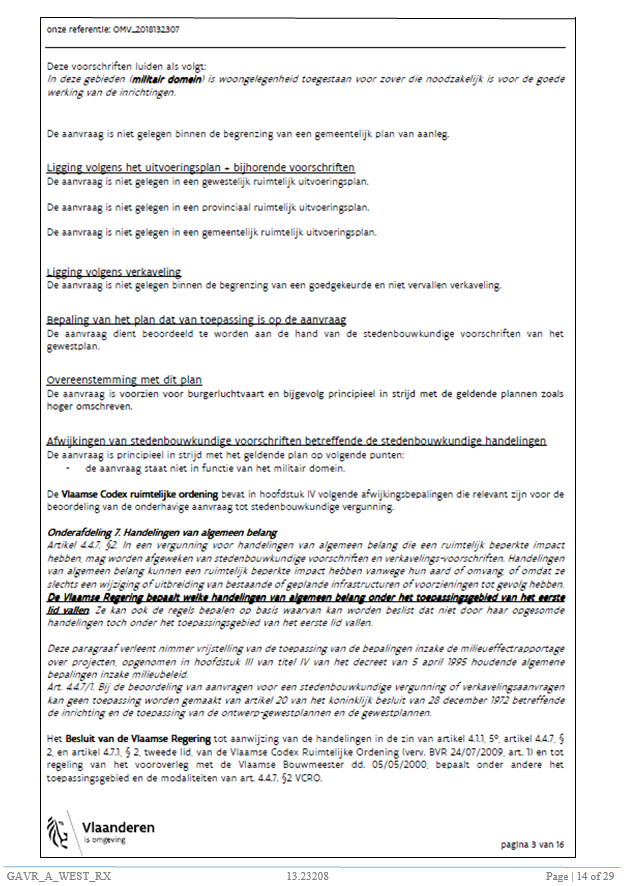 onze referentie: OMV_2018132307
Deze voorschriften luiden als volgt:
In deze gebieden (militair domein) is woongelegenheid toegestaan voor zover die noodzakelijk is voor de goede
werking van de inrichtingen.
De aanvraag is niet gelegen binnen de begrenzing van een gemeentelijk plan van aanleg.
Ligging volgens het uitvoeringsplan + bijhorende voorschriften
De aanvraag is niet gelegen in een gewestelijk ruimtelijk uitvoeringsplan.
De aanvraag is niet gelegen in een provinciaal ruimtelijk uitvoeringsplan.
De aanvraag is niet gelegen in een gemeentelijk ruimtelijk uitvoeringsplan.
Ligging volgens verkaveling
De aanvraag is niet gelegen binnen de begrenzing van een goedgekeurde en niet vervallen verkaveling.
Bepaling van het plan dat van toepassing is op de aanvraag
De aanvraag dient beoordeeld te worden aan de hand van de stedenbouwkundige voorschriften van het
gewestplan.
Overeenstemming met dit plan
De aanvraag is voorzien voor burgerluchtvaart en bijgevolg principieel in strijd met de geldende plannen zoals
hoger omschreven.
Afwijkingen van stedenbouwkundige voorschriften betreffende de stedenbouwkundige handelingen
De aanvraag is principieel in strijd met het geldende plan op volgende punten:
- de aanvraag staat niet in functie van het militair domein.
De Vlaamse Codex ruimtelijke ordening bevat in hoofdstuk IV volgende afwijkingsbepalingen die relevant zijn voor de
beoordeling van de onderhavige aanvraag tot stedenbouwkundige vergunning.
Onderafdeling 7. Handelingen van algemeen belang
Artikel 4.4.7. §2. In een vergunning voor handelingen van algemeen belang die een ruimtelijk beperkte impact
hebben, mag worden afgeweken van stedenbouwkundige voorschriften en verkavelings-voorschriften. Handelingen
van algemeen belang kunnen een ruimtelijk beperkte impact hebben vanwege hun aard of omvang, of omdat ze
slechts een wijziging of uitbreiding van bestaande of geplande infrastructuren of voorzieningen tot gevolg hebben.
De Vlaamse Regering bepaalt welke handelingen van algemeen belang onder het toepassingsgebied van het eerste
lid vallen. Ze kan ook de regels bepalen op basis waarvan kan worden beslist dat niet door haar opgesomde
handelingen toch onder het toepassingsgebied van het eerste lid vallen.
Deze paragraaf verleent nimmer vrijstelling van de toepassing van de bepalingen inzake de milieueffectrapportage
over projecten, opgenomen in hoofdstuk III van titel IV van het decreet van 5 april 1995 houdende algemene
bepalingen inzake milieubeleid.
Art. 4.4.7/1. Bij de beoordeling van aanvragen voor een stedenbouwkundige vergunning of verkavelingsaanvragen
kan geen toepassing worden gemaakt van artikel 20 van het koninklijk besluit van 28 december 1972 betreffende
de inrichting en de toepassing van de ontwerp-gewestplannen en de gewestplannen.
Het Besluit van de Vlaamse Regering tot aanwijzing van de handelingen in de zin van artikel 4.1.1, 5°, artikel 4.4.7, §
2, en artikel 4.7.1, § 2, tweede lid, van de Vlaamse Codex Ruimtelijke Ordening (verv. BVR 24/07/2009, art. 1) en tot
regeling van het vooroverleg met de Vlaamse Bouwmeester dd. 05/05/2000, bepaalt onder andere het
toepassingsgebied en de modaliteiten van art. 4.4.7. §2 VCRO.
Vlaanderen
is omgeving
pagina 3 van 16
GAVR_A_WEST_RX 13.23208 Page | 14 of 29